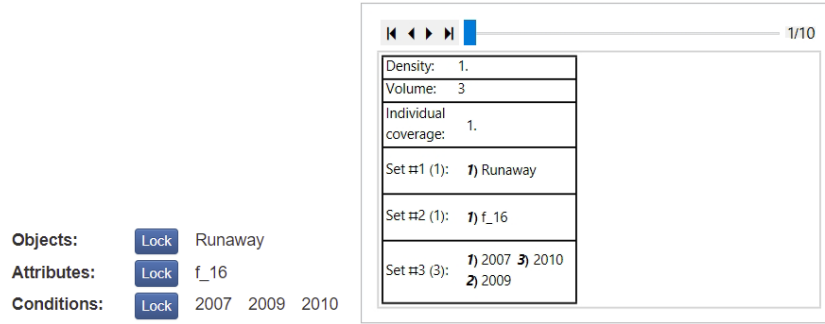 Objects: Lock Runaway
Attributes: Lock f_16
Conditions: Lock 2007 2009 2010
1/10
Density: 1.
Volume: 3
Individual
coverage: 1.
Set #1 (1): 1) Runaway
Set #2 (1): 1) f_16
Set #3 (3): 1) 2007 3) 2010
2) 2009